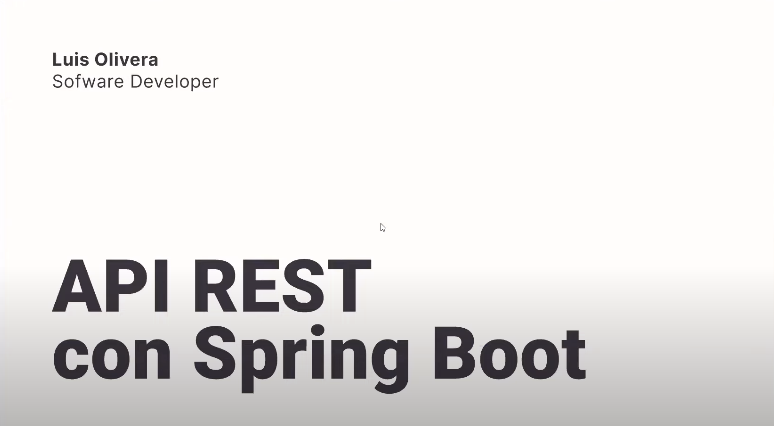 Luis Olivera
Sofware Developer
API REST
con Spring Boot